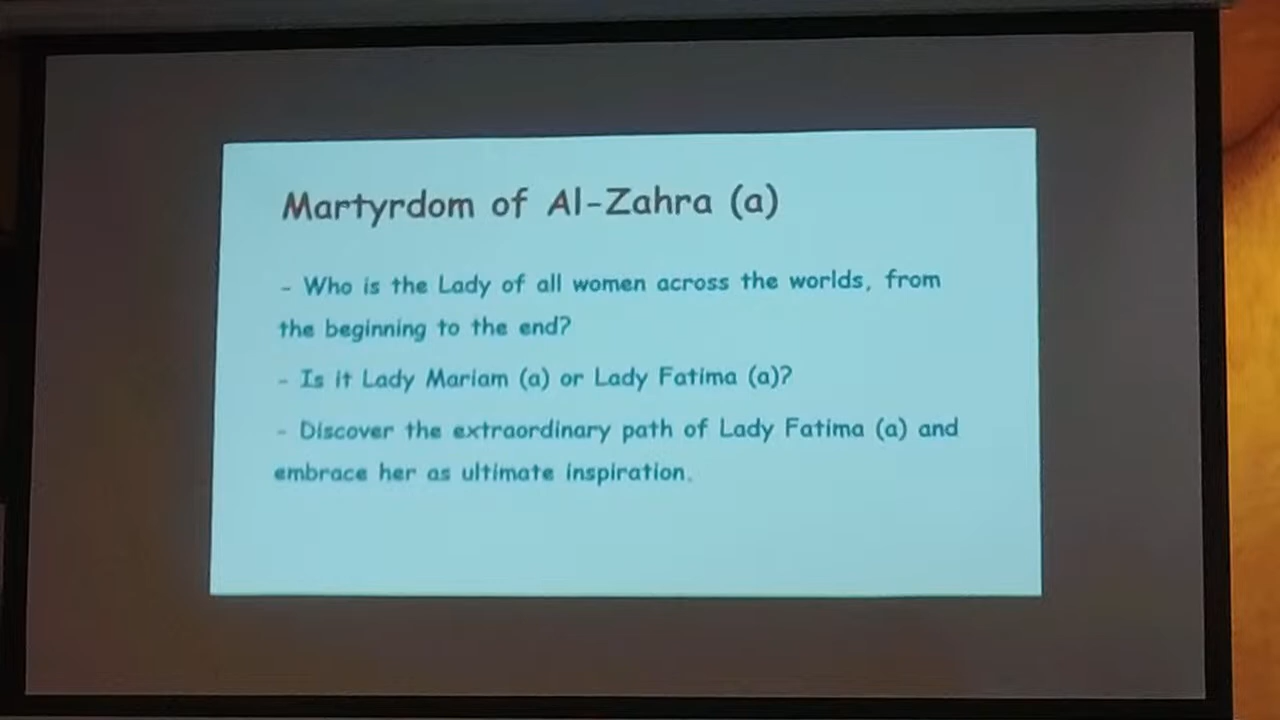 Martyrdom of Al-Zahra (a)
- Who is the Lady of all women across the worlds, from
the beginning to the end?
- Is it Lady Mariam (a) or Lady Fatima (a)?
- Discover the extraordinary path of Lady Fatima (a) and
embrace her as ultimate inspiration.